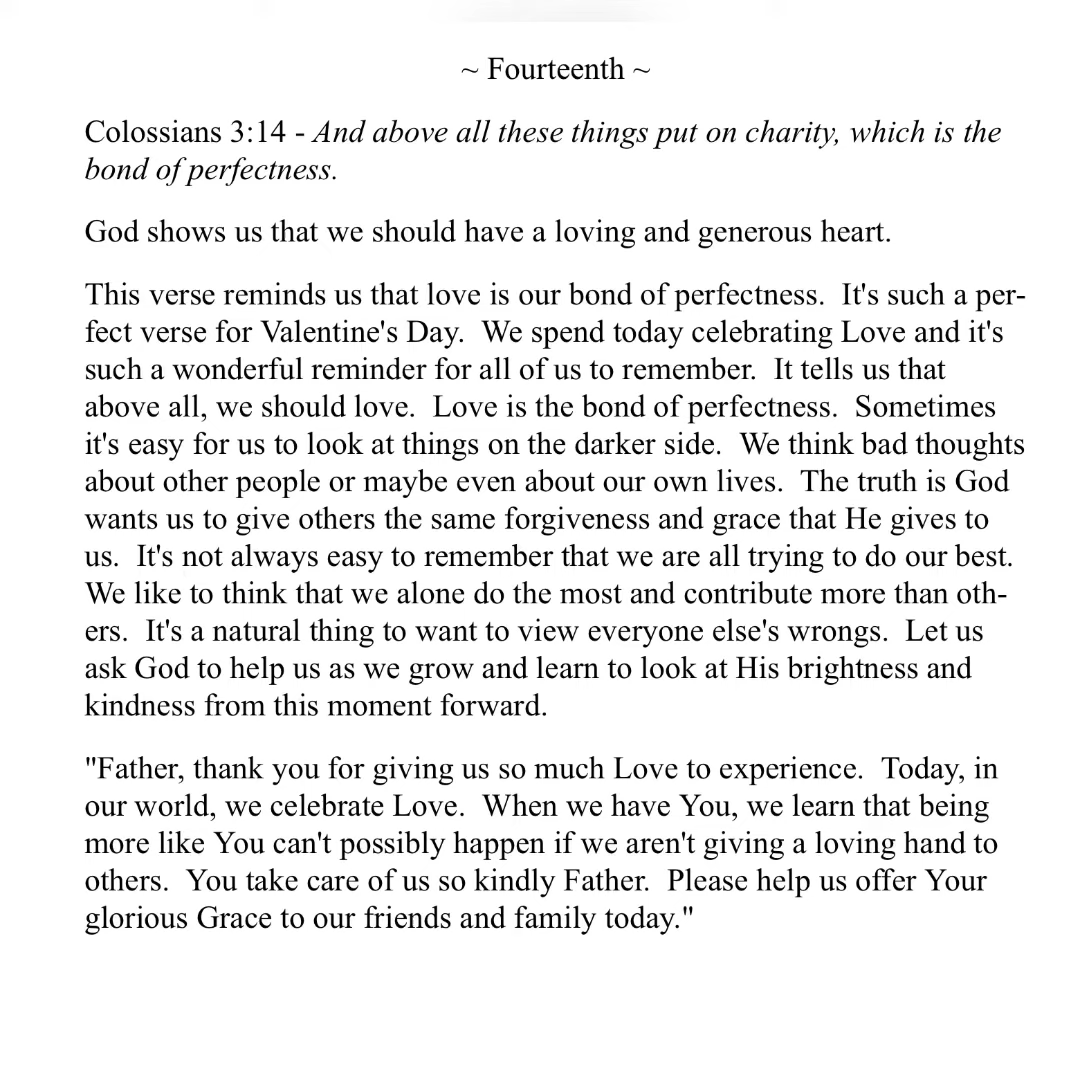 ~ Fourteenth ~
Colossians 3:14 - And above all these things put on charity, which is the
bond of perfectness.
God shows us that we should have a loving and generous heart.
This verse reminds us that love is our bond of perfectness.  It's such a per-
fect verse for Valentine's Day.  We spend today celebrating Love and it's
such a wonderful reminder for all of us to remember.  It tells us that
above all, we should love.  Love is the bond of perfectness.  Sometimes
it's easy for us to look at things on the darker side.  We think bad thoughts
about other people or maybe even about our own lives.  The truth is God
wants us to give others the same forgiveness and grace that He gives to
us.  It's not always easy to remember that we are all trying to do our best.
We like to think that we alone do the most and contribute more than oth-
ers.  It's a natural thing to want to view everyone else's wrongs.  Let us
ask God to help us as we grow and learn to look at His brightness and
kindness from this moment forward.
"Father, thank you for giving us so much Love to experience.  Today, in
our world, we celebrate Love.  When we have You, we learn that being
more like You can't possibly happen if we aren't giving a loving hand to
others.  You take care of us so kindly Father.  Please help us offer Your
glorious Grace to our friends and family today."